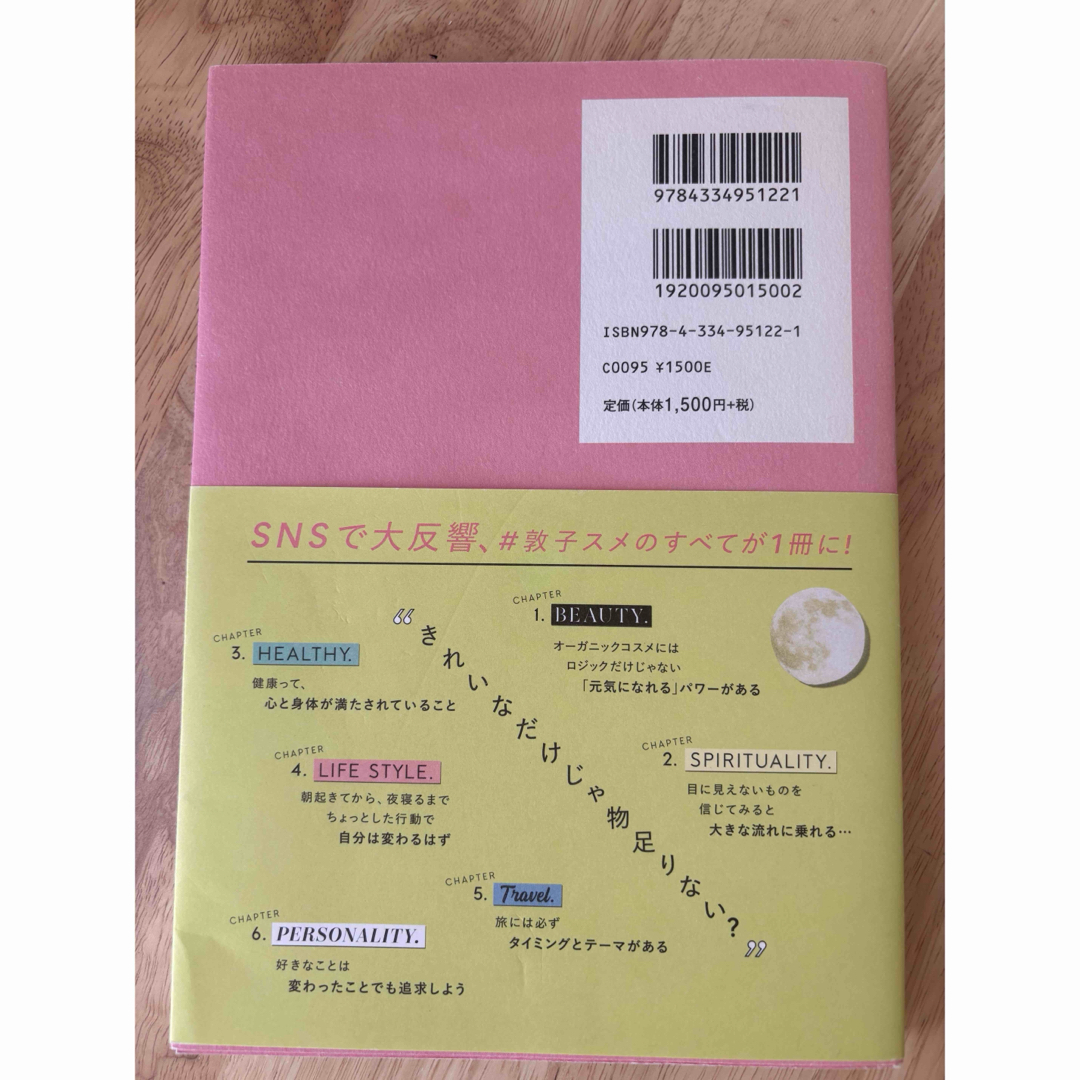 9784334951221
1920095015002
ISBN978-4-334-95122-1
C0095 ¥1500E
定価(本体1,500円+税)
SNSで大反響、#敦子スメのすべてが1冊に!
“きれいなだけじゃ物足りない?”
CHAPTER
1. BEAUTY.
オーガニックコスメには
ロジックだけじゃない
「元気になれる」パワーがある
CHAPTER
2. SPIRITUALITY.
目に見えないものを
信じてみると
大きな流れに乗れる…
CHAPTER
3. HEALTHY.
健康って、
心と身体が満たされていること
CHAPTER
4. LIFE STYLE.
朝起きてから、夜寝るまで
ちょっとした行動で
自分は変わるはず
CHAPTER
5. Travel.
旅には必ず
タイミングとテーマがある
CHAPTER
6. PERSONALITY.
好きなことは
変わったことでも追求しよう